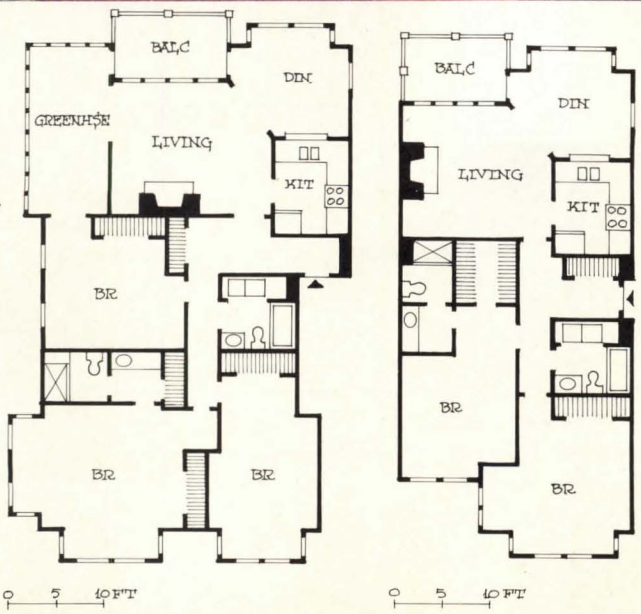 BALC
DIN
GREENHSE
LIVING
KIT
BR
BR
BR
0 5 10 FT
BALC
DIN
LIVING
KIT
BR
BR
0 5 10 FT